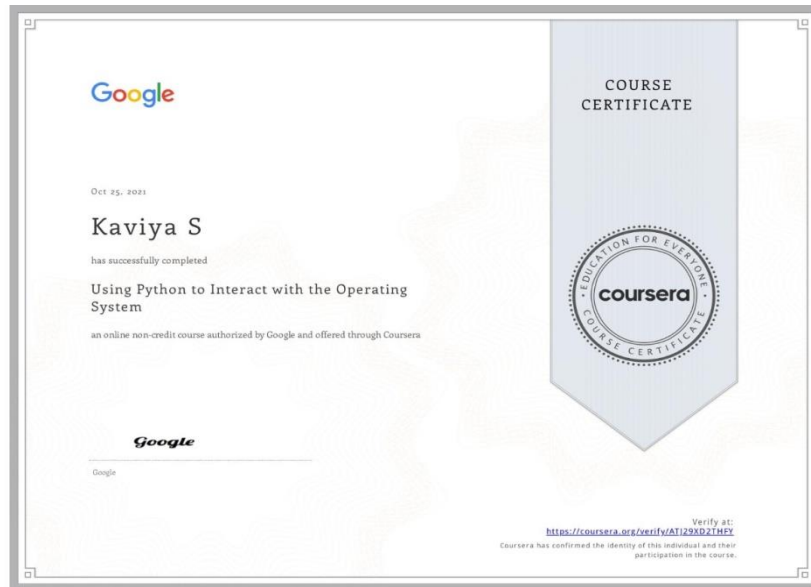 Google
COURSE
CERTIFICATE
Oct 25, 2021
Kaviya S
has successfully completed
Using Python to Interact with the Operating
System
an online non-credit course authorized by Google and offered through Coursera
EDUCATION FOR EVERYONE
coursera
COURSE CERTIFICATE
Google
Google
Verify at:
https://coursera.org/verify/ATJ29XD2THFY
Coursera has confirmed the identity of this individual and their
participation in the course.